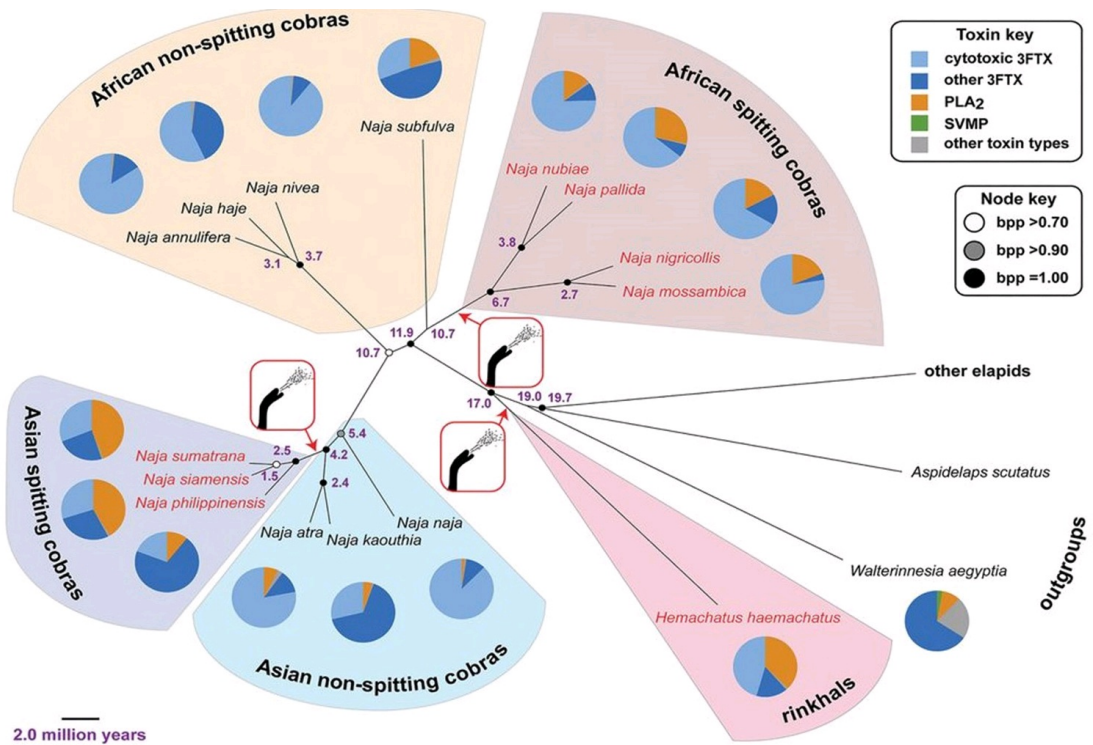 African non-spitting cobras
African spitting cobras
Toxin key
cytotoxic 3FTX
other 3FTX
PLA2
SVMP
other toxin types
Node key
bpp >0.70
bpp >0.90
bpp =1.00
Naja subfulva
Naja nivea
Naja haje
Naja annulifera
3.1
3.7
Naja nubiae
Naja pallida
3.8
Naja nigricollis
Naja mossambica
6.7
2.7
11.9
10.7
10.7
17.0
19.0
19.7
other elapids
Aspidelaps scutatus
Walterinnesia aegyptia
outgroups
Hemachatus haemachatus
rinkhals
5.4
4.2
2.5
1.5
2.4
Naja sumatrana
Naja siamensis
Naja philippinensis
Asian spitting cobras
Naja naja
Naja atra
Naja kaouthia
Asian non-spitting cobras
2.0 million years